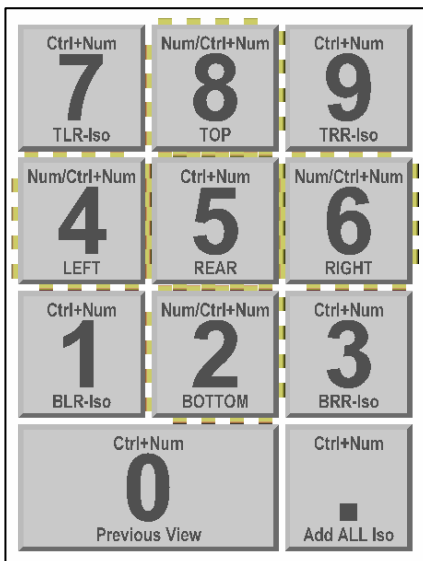 Ctrl+Num Num/Ctrl+Num Ctrl+Num
7 8 9
TLR-Iso TOP TRR-Iso
Num/Ctrl+Num Ctrl+Num Num/Ctrl+Num
4 5 6
LEFT REAR RIGHT
Ctrl+Num Num/Ctrl+Num Ctrl+Num
1 2 3
BLR-Iso BOTTOM BRR-Iso
Ctrl+Num Ctrl+Num
0 .
Previous View Add ALL Iso